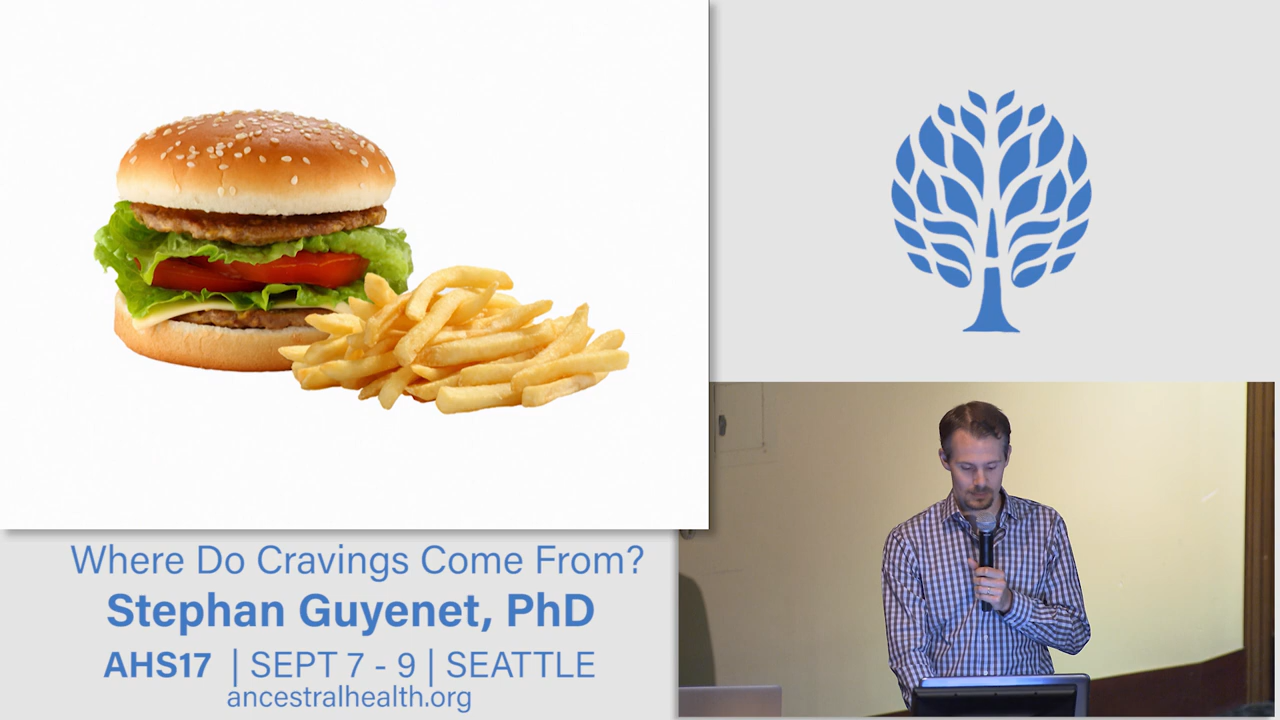 Where Do Cravings Come From?
Stephan Guyenet, PhD
AHS17 | SEPT 7 - 9 | SEATTLE
ancestralhealth.org